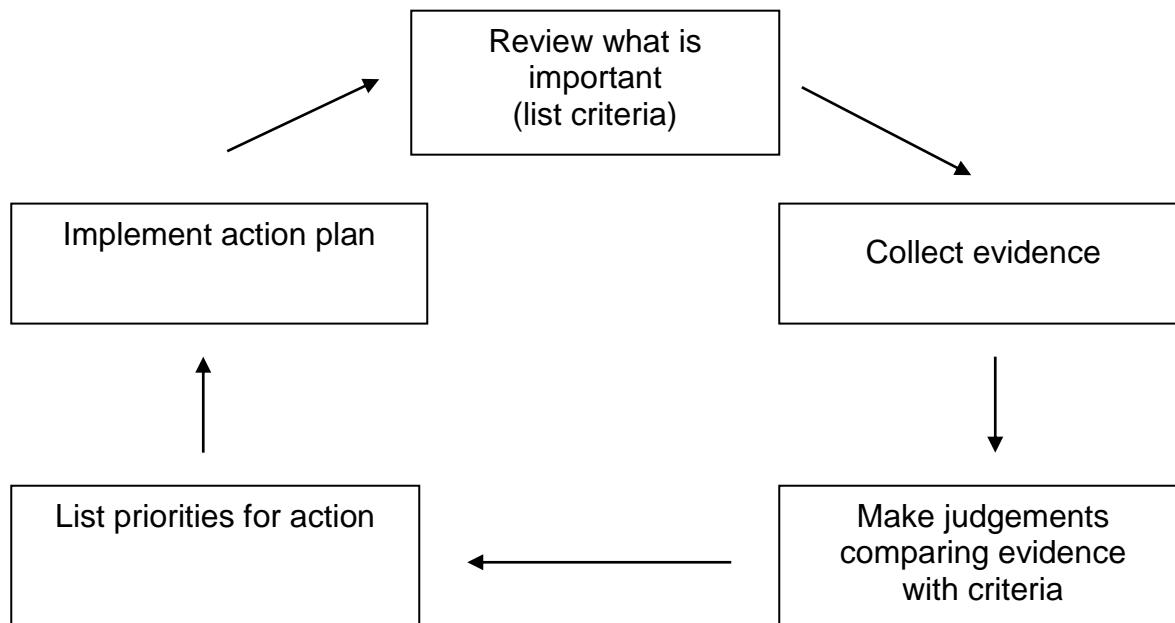 Review what is
important
(list criteria)
Collect evidence
Make judgements
comparing evidence
with criteria
List priorities for action
Implement action plan